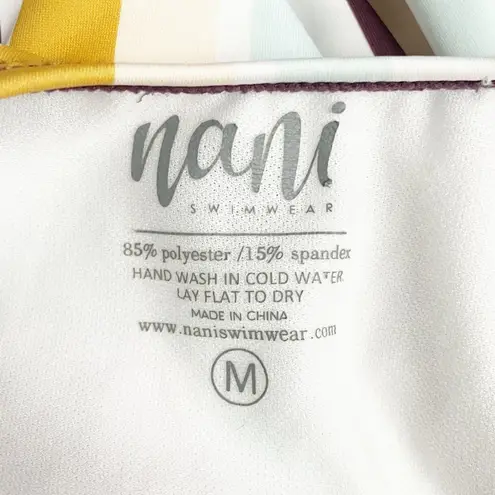 nani
SWIMWEAR
85% polyester /15% spandex
HAND WASH IN COLD WATER
LAY FLAT TO DRY
MADE IN CHINA
www.naniswimwear.com
M